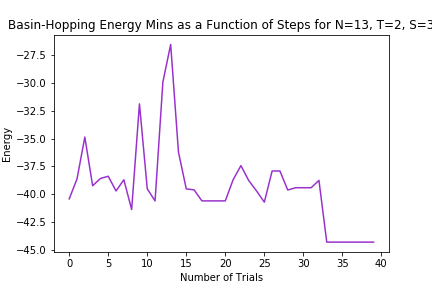 Basin-Hopping Energy Mins as a Function of Steps for N=13, T=2, S=3
−27.5
−30.0
−32.5
−35.0
−37.5
−40.0
−42.5
−45.0
Energy
0 5 10 15 20 25 30 35 40
Number of Trials